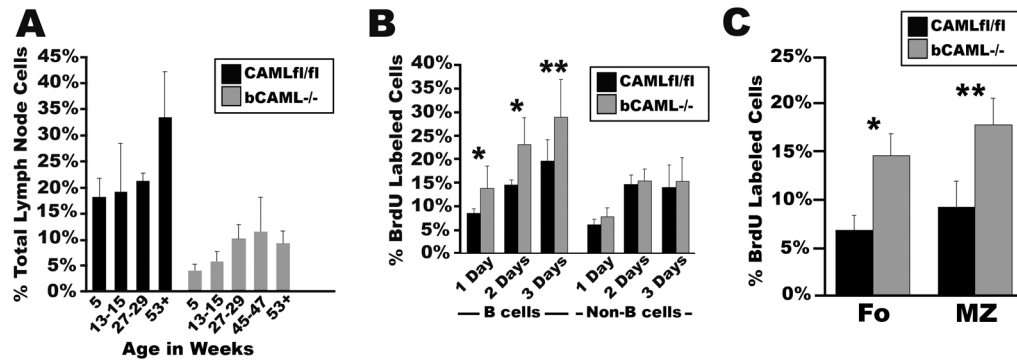 A
% Total Lymph Node Cells
45%
40%
35%
30%
25%
20%
15%
10%
5%
0%
CAMLfl/fl
bCAML-/-
5
13-15
27-29
53+
5
13-15
27-29
45-47
53+
Age in Weeks
B
% BrdU Labeled Cells
40%
35%
30%
25%
20%
15%
10%
5%
0%
* * **
CAMLfl/fl
bCAML-/-
1 Day
2 Days
3 Days
1 Day
2 Days
3 Days
B cells
Non-B cells
C
% BrdU Labeled Cells
25%
20%
15%
10%
5%
0%
CAMLfl/fl
bCAML-/-
* **
Fo MZ